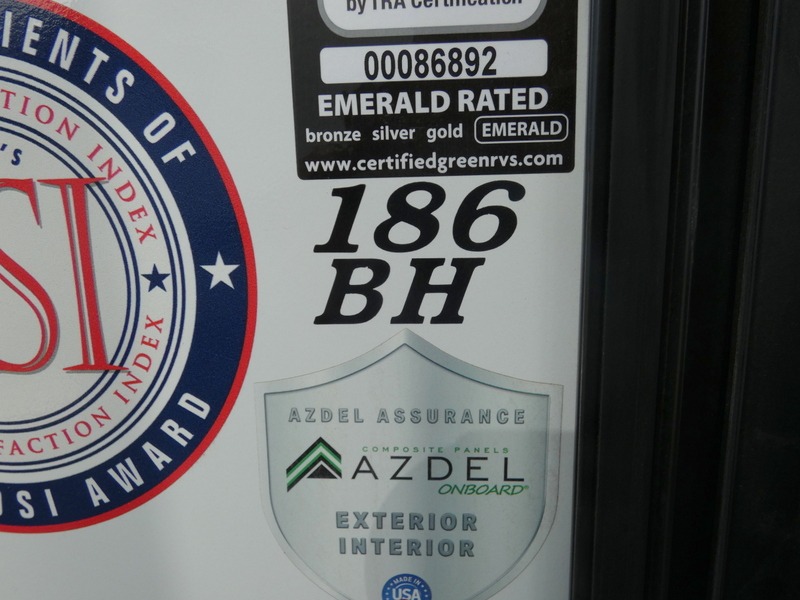 by TRA Certification
00086892
EMERALD RATED
bronze silver gold EMERALD
www.certifiedgreenrvs.com
186
BH
IENTS OF
TION INDEX
'S
SI
FACTION INDEX
DSI AWARD
AZDEL ASSURANCE
COMPOSITE PANELS
AZDEL
ONBOARD®
EXTERIOR
INTERIOR
MADE IN
USA